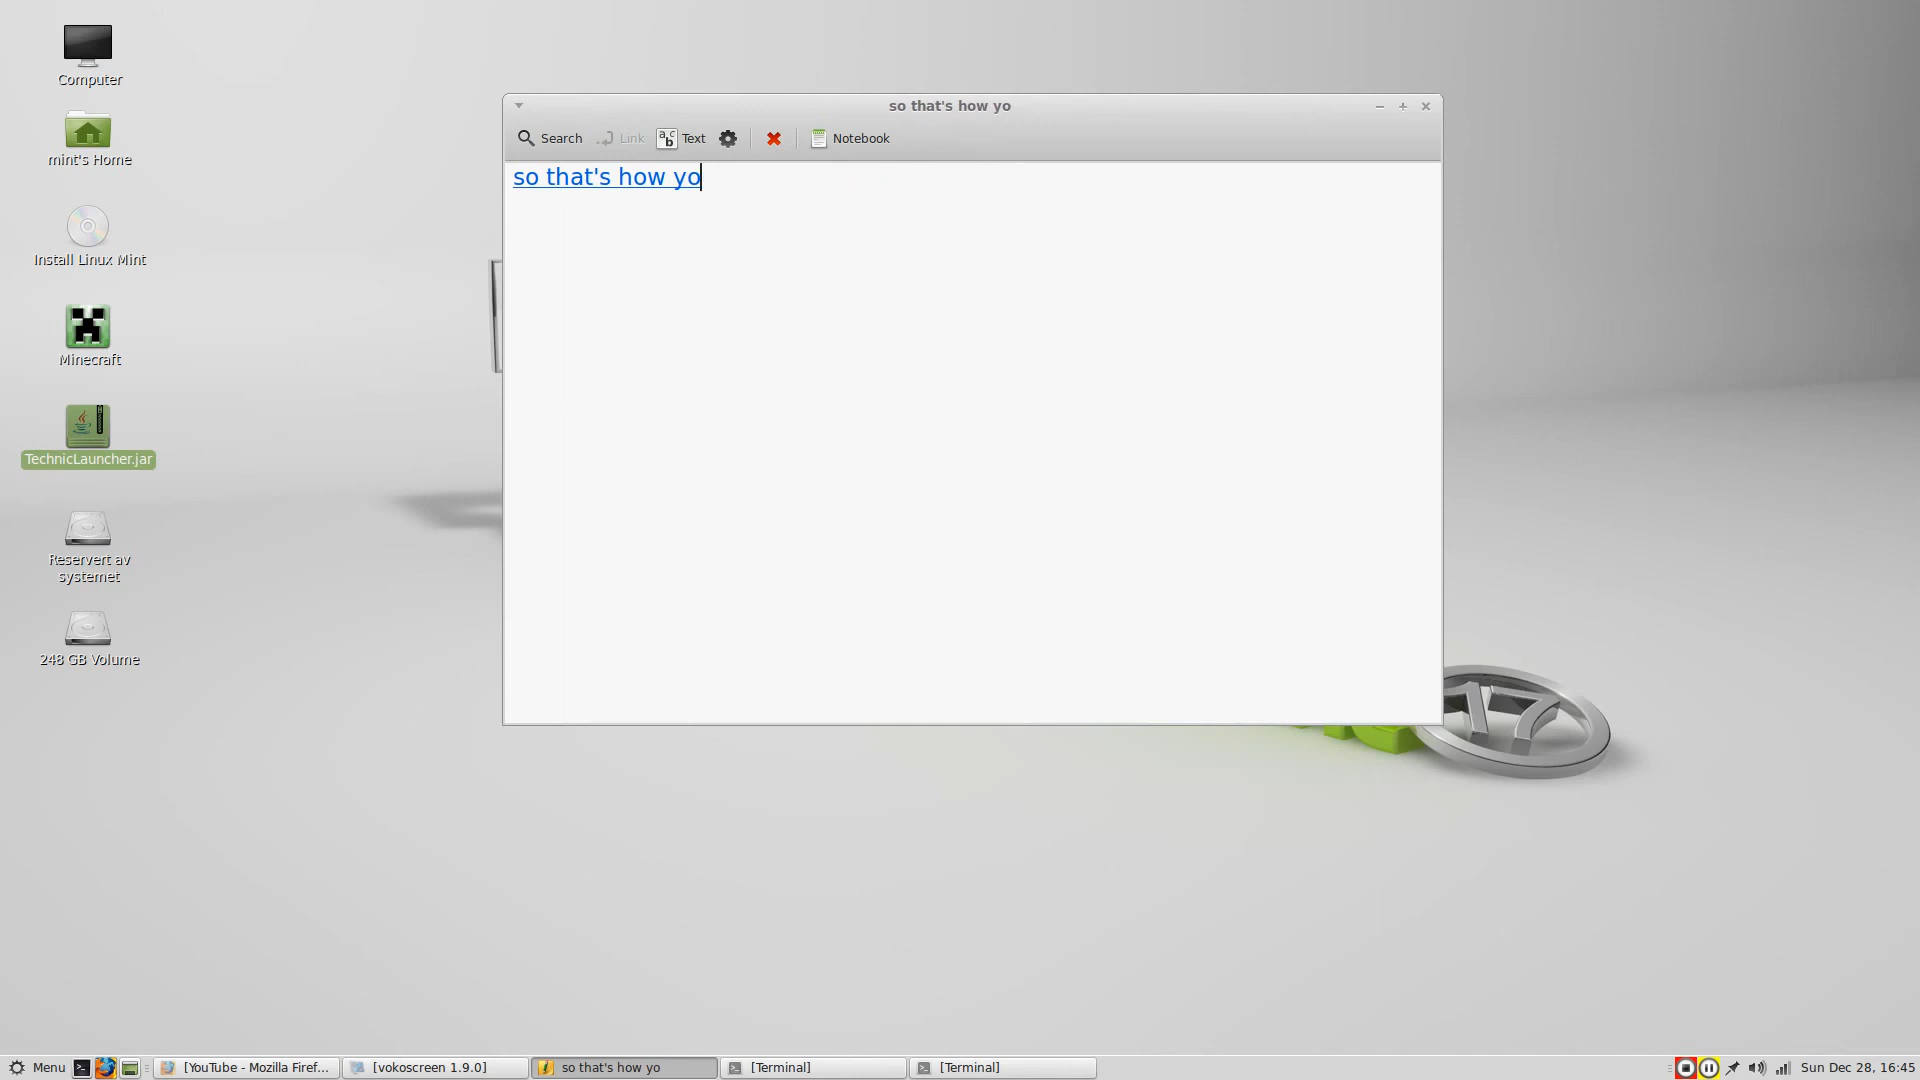 Computer
mint's Home
Install Linux Mint
Minecraft
TechnicLauncher.jar
Reservert av
systemet
248 GB Volume
so that's how yo
Search Link a,c b Text Notebook
so that's how yo
17
Menu [YouTube - Mozilla Firef... [vokoscreen 1.9.0] so that's how yo [Terminal] [Terminal] Sun Dec 28, 16:45